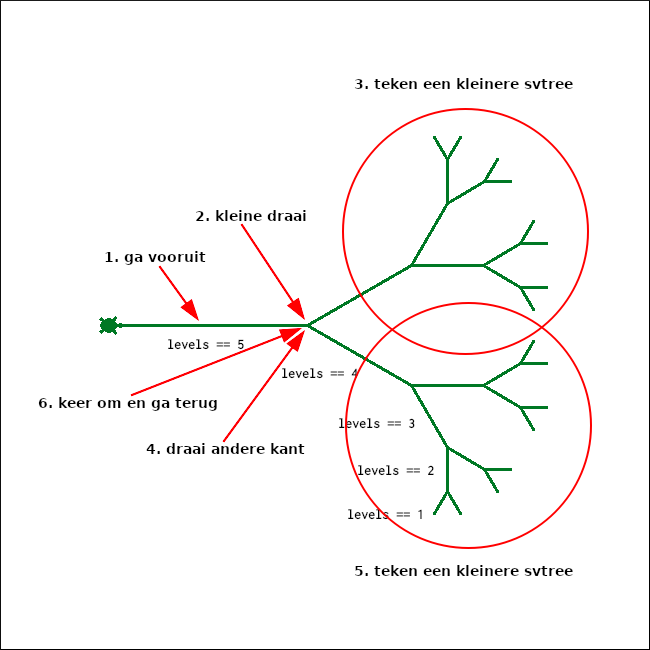 3. teken een kleinere svtree
2. kleine draai
1. ga vooruit
levels == 5
levels == 4
6. keer om en ga terug
levels == 3
4. draai andere kant
levels == 2
levels == 1
5. teken een kleinere svtree